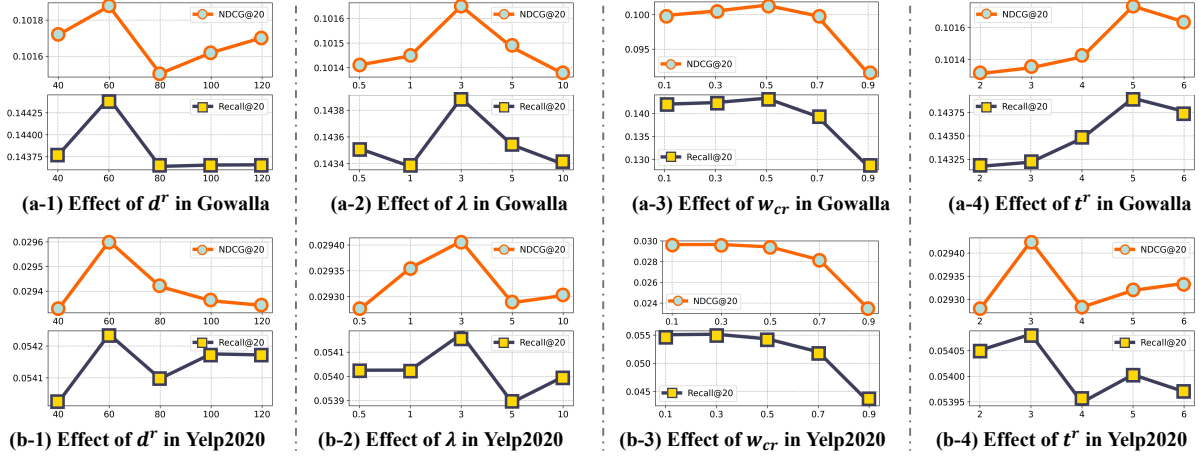 0.1018
0.1016
NDCG@20
40 60 80 100 120
0.14425
0.14400
0.14375
Recall@20
40 60 80 100 120
(a-1) Effect of d^r in Gowalla
0.1016
0.1015
0.1014
NDCG@20
0.5 1 3 5 10
0.1438
0.1436
0.1434
Recall@20
0.5 1 3 5 10
(a-2) Effect of λ in Gowalla
0.100
0.095
NDCG@20
0.1 0.3 0.5 0.7 0.9
0.140
0.130
Recall@20
0.1 0.3 0.5 0.7 0.9
(a-3) Effect of w_cr in Gowalla
0.1016
0.1014
NDCG@20
2 3 4 5 6
0.14375
0.14350
0.14325
Recall@20
2 3 4 5 6
(a-4) Effect of t^r in Gowalla
0.0296
0.0295
0.0294
NDCG@20
40 60 80 100 120
0.0542
0.0541
Recall@20
40 60 80 100 120
(b-1) Effect of d^r in Yelp2020
0.02940
0.02935
0.02930
NDCG@20
0.5 1 3 5 10
0.0541
0.0540
0.0539
Recall@20
0.5 1 3 5 10
(b-2) Effect of λ in Yelp2020
0.030
0.028
0.026
0.024
NDCG@20
0.1 0.3 0.5 0.7 0.9
0.055
0.050
0.045
Recall@20
0.1 0.3 0.5 0.7 0.9
(b-3) Effect of w_cr in Yelp2020
0.02940
0.02935
0.02930
NDCG@20
2 3 4 5 6
0.05405
0.05400
0.05395
Recall@20
2 3 4 5 6
(b-4) Effect of t^r in Yelp2020